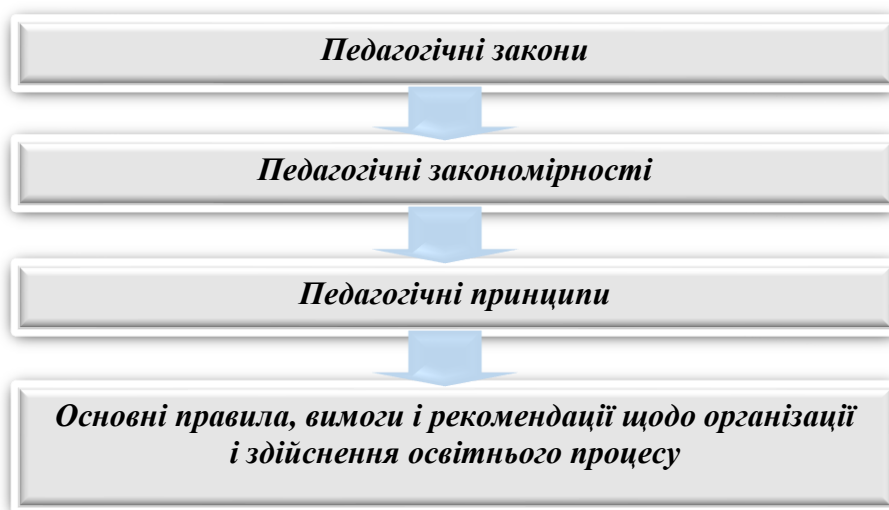 Педагогічні закони
Педагогічні закономірності
Педагогічні принципи
Основні правила, вимоги і рекомендації щодо організації
і здійснення освітнього процесу